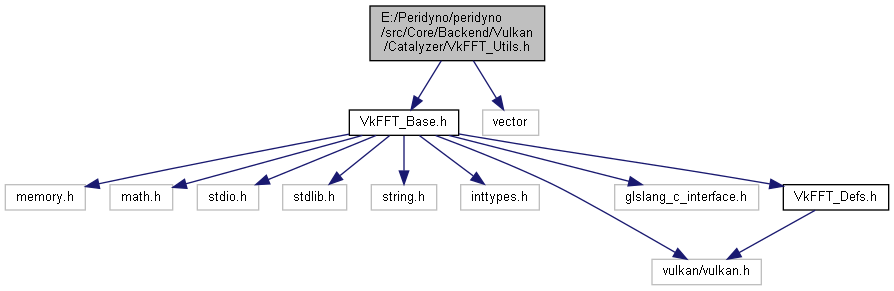 E:/Peridyno/peridyno
/src/Core/Backend/Vulkan
/Catalyzer/VkFFT_Utils.h
VkFFT_Base.h
vector
memory.h
math.h
stdio.h
stdlib.h
string.h
inttypes.h
glslang_c_interface.h
VkFFT_Defs.h
vulkan/vulkan.h